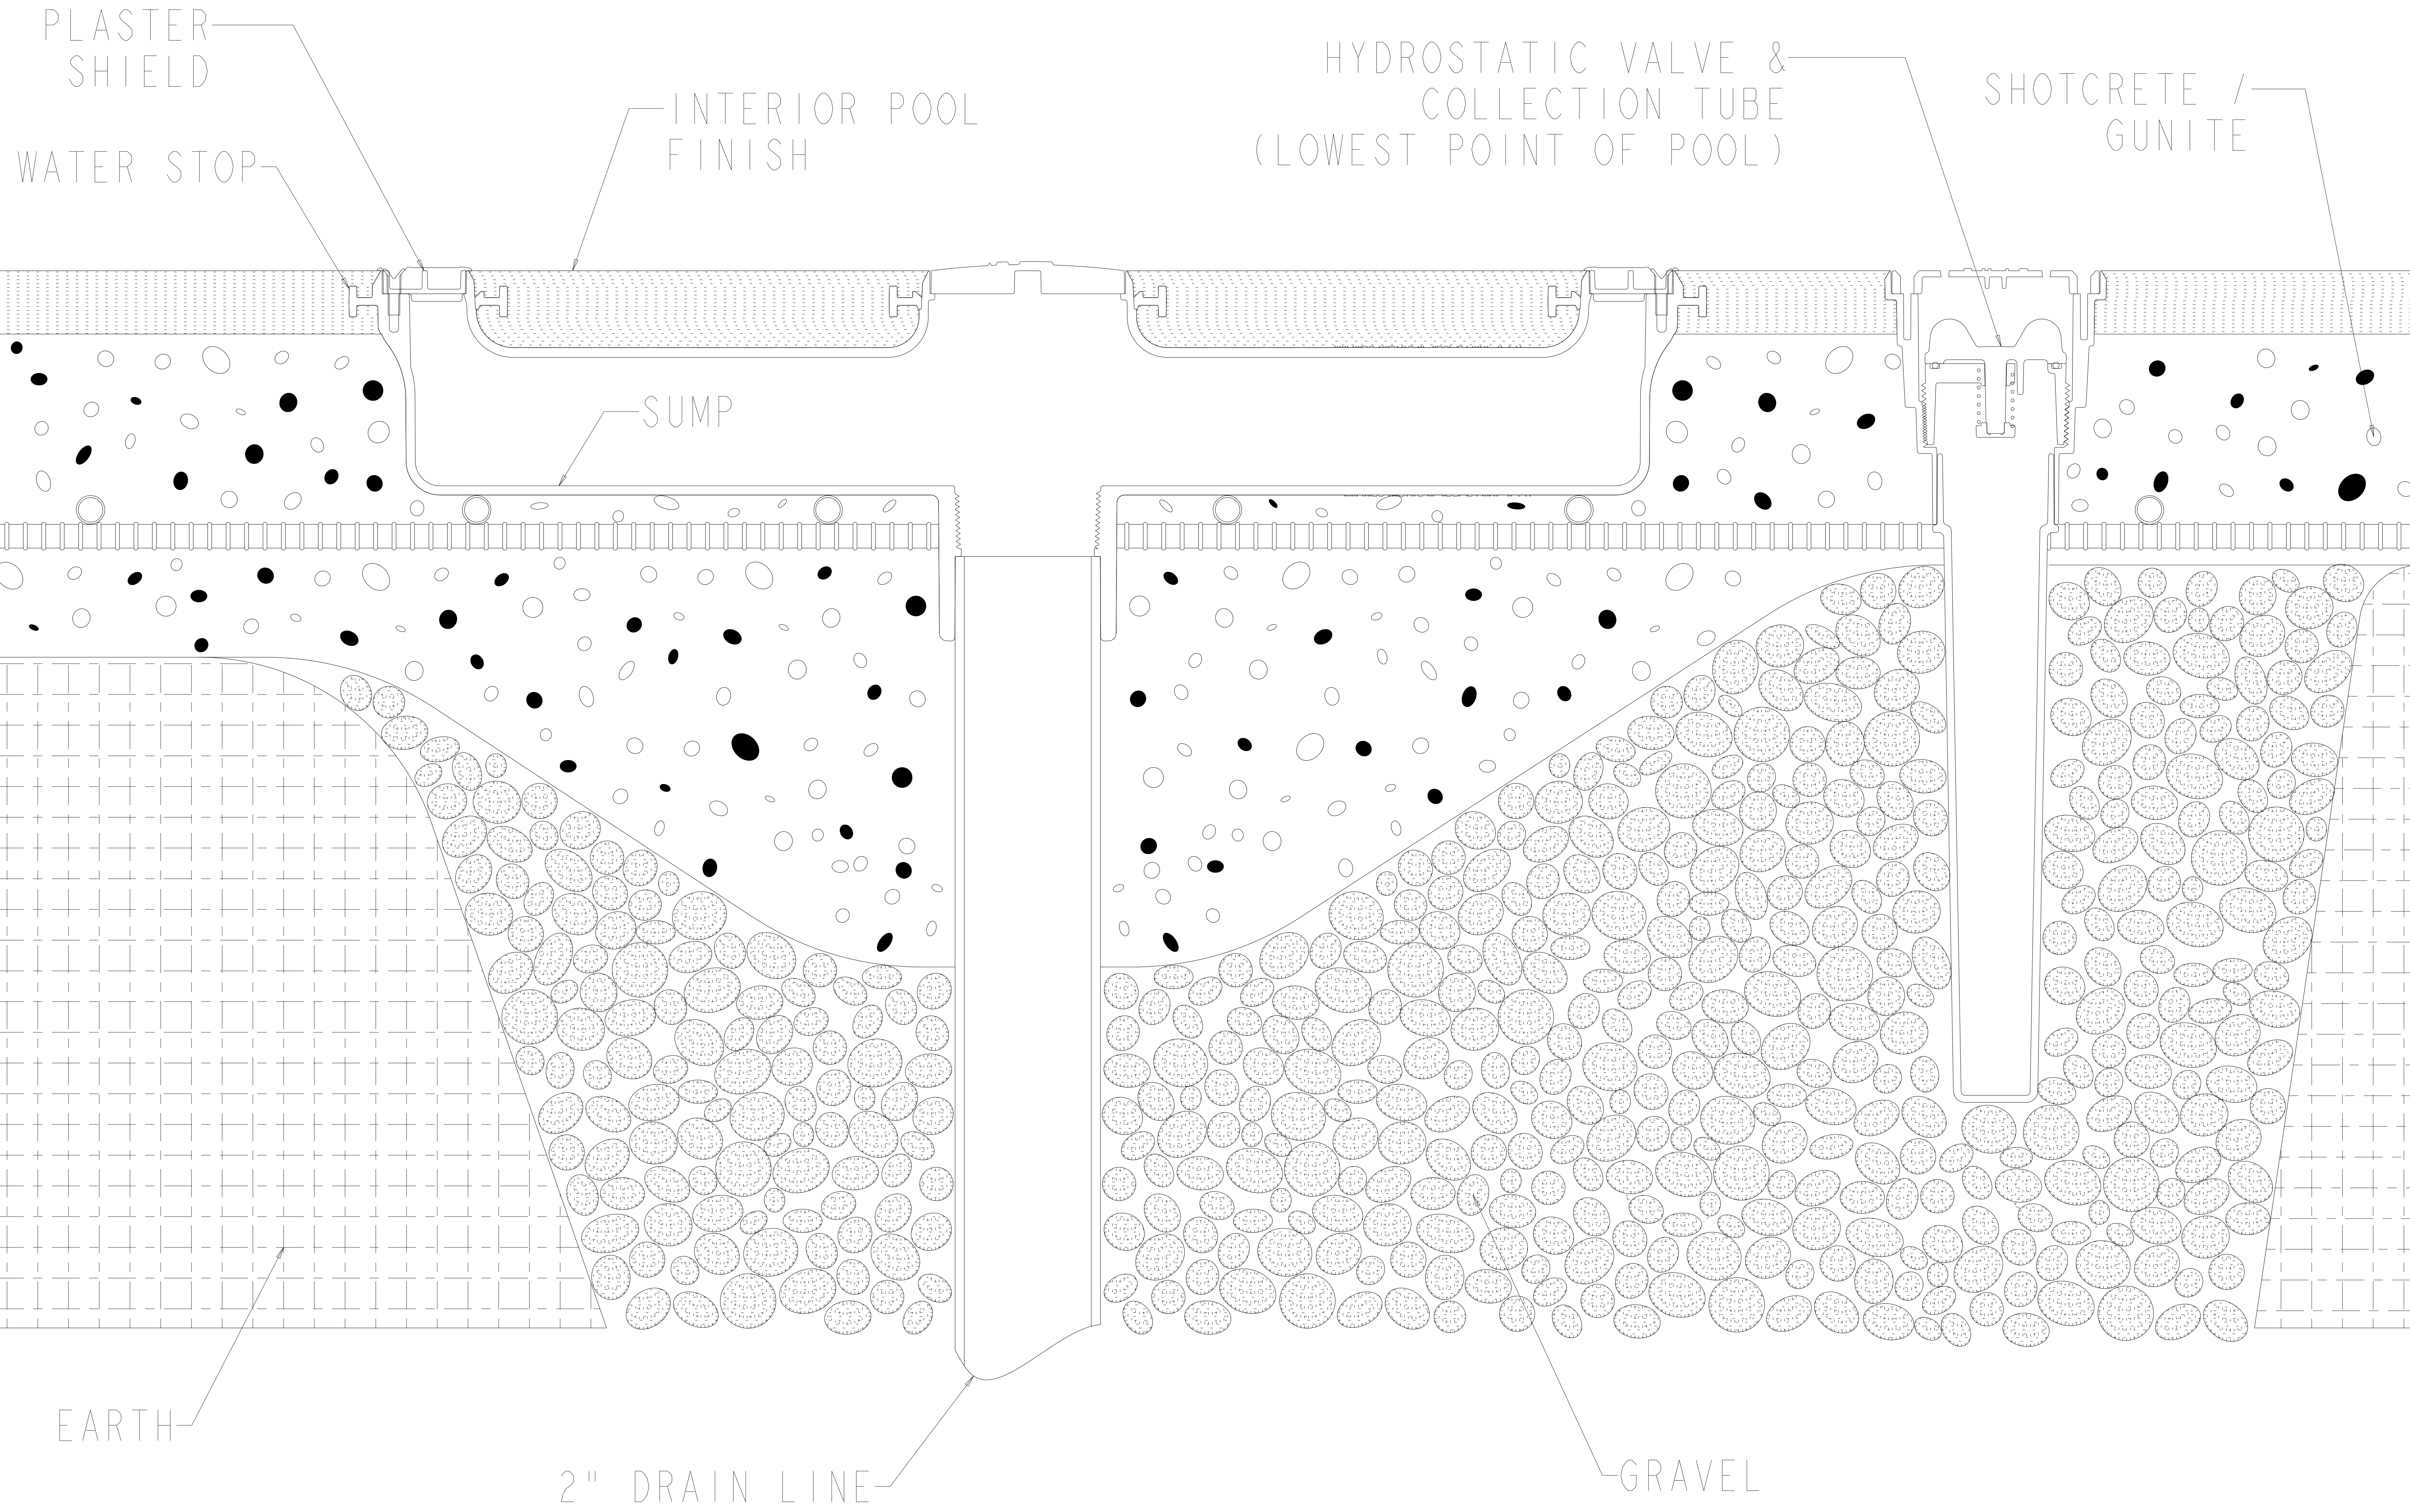 PLASTER
SHIELD
WATER STOP
INTERIOR POOL
FINISH
HYDROSTATIC VALVE &
COLLECTION TUBE
(LOWEST POINT OF POOL)
SHOTCRETE /
GUNITE
SUMP
EARTH
2" DRAIN LINE
GRAVEL